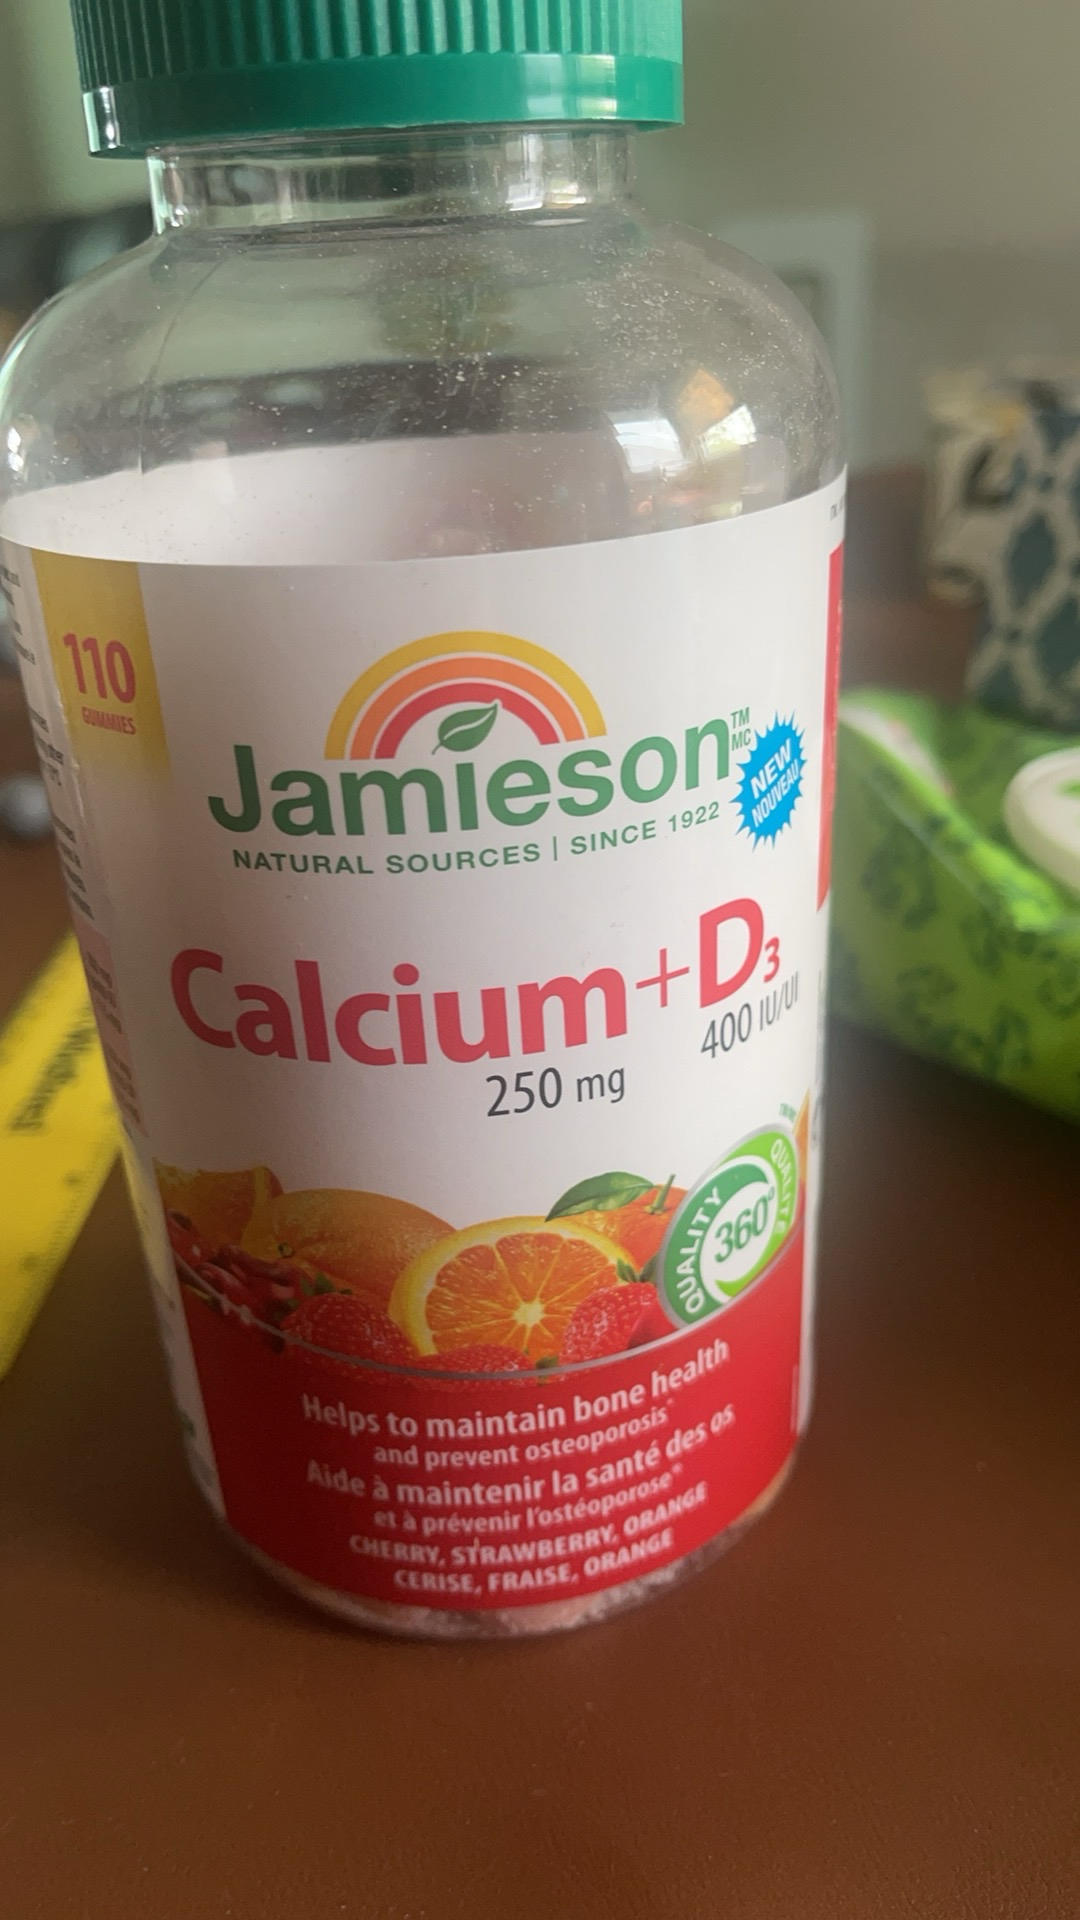 110
GUMMIES
Jamieson™
MC
NEW
NOUVEAU
NATURAL SOURCES | SINCE 1922
Calcium+D3
250 mg
400 IU/UI
QUALITY
QUALITÉ
360°
Helps to maintain bone health
and prevent osteoporosis*
Aide à maintenir la santé des os
et à prévenir l'ostéoporose*
CHERRY, STRAWBERRY, ORANGE
CERISE, FRAISE, ORANGE